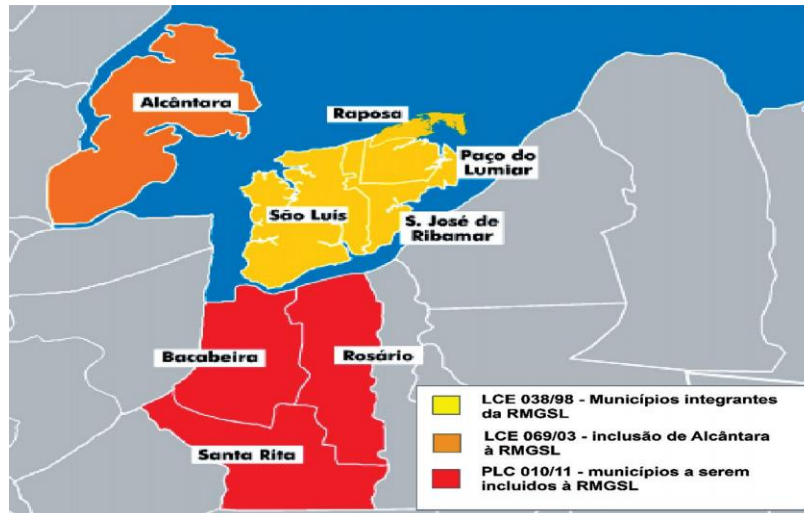 Alcântara
Raposa
Paço do
Lumiar
São Luís
S. José de
Ribamar
Bacabeira
Rosário
Santa Rita
LCE 038/98 - Municípios integrantes
da RMGSL
LCE 069/03 - inclusão de Alcântara
à RMGSL
PLC 010/11 - municípios a serem
incluidos à RMGSL